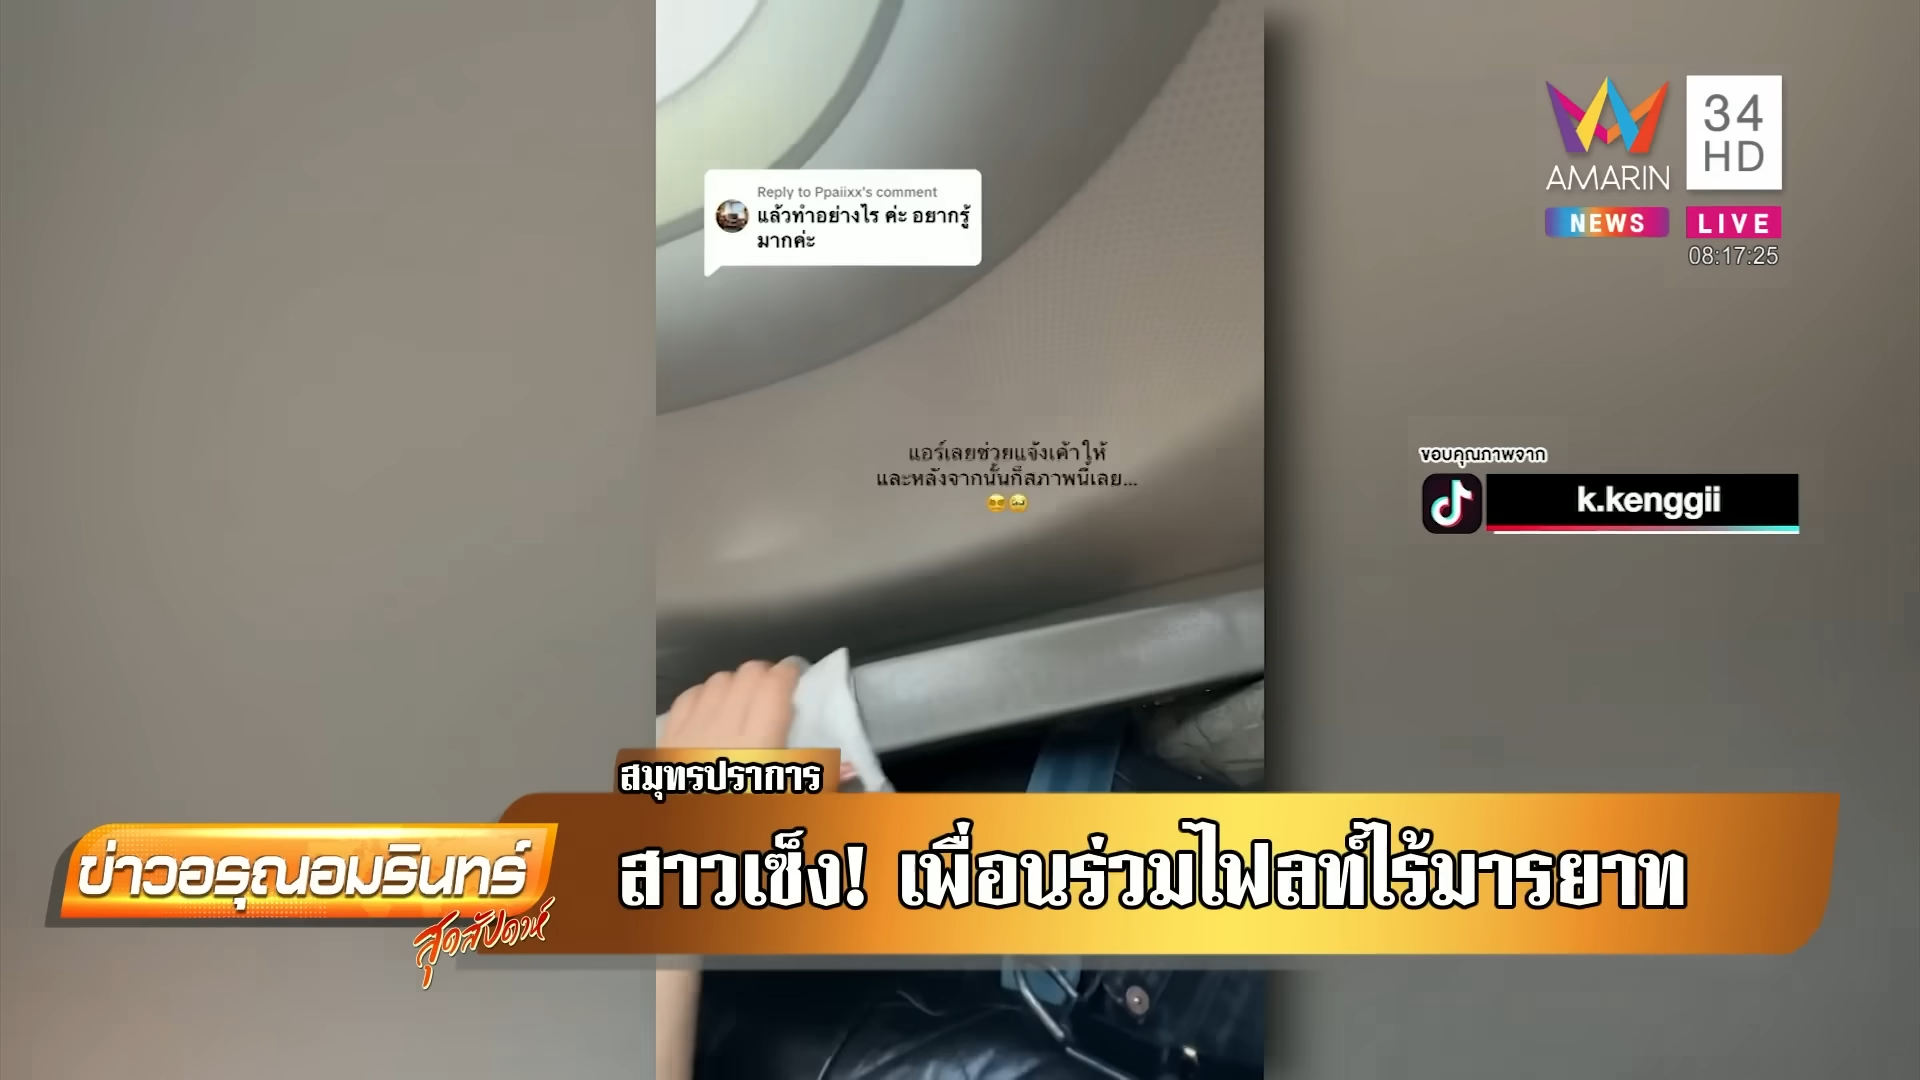 AMARIN
34
HD
NEWS
LIVE
08:17:25
Reply to Ppaiixx's comment
แล้วทำอย่างไร ค่ะ อยากรู้
มากค่ะ
แอร์เลยช่วยแจ้งเค้าให้
และหลังจากนั้นก็สภาพนี้เลย...
ขอบคุณภาพจาก
k.kenggii
สมุทรปราการ
สาวเซ็ง! เพื่อนร่วมไฟลท์ไร้มารยาท
ข่าวอรุณอมรินทร์
สุดสัปดาห์